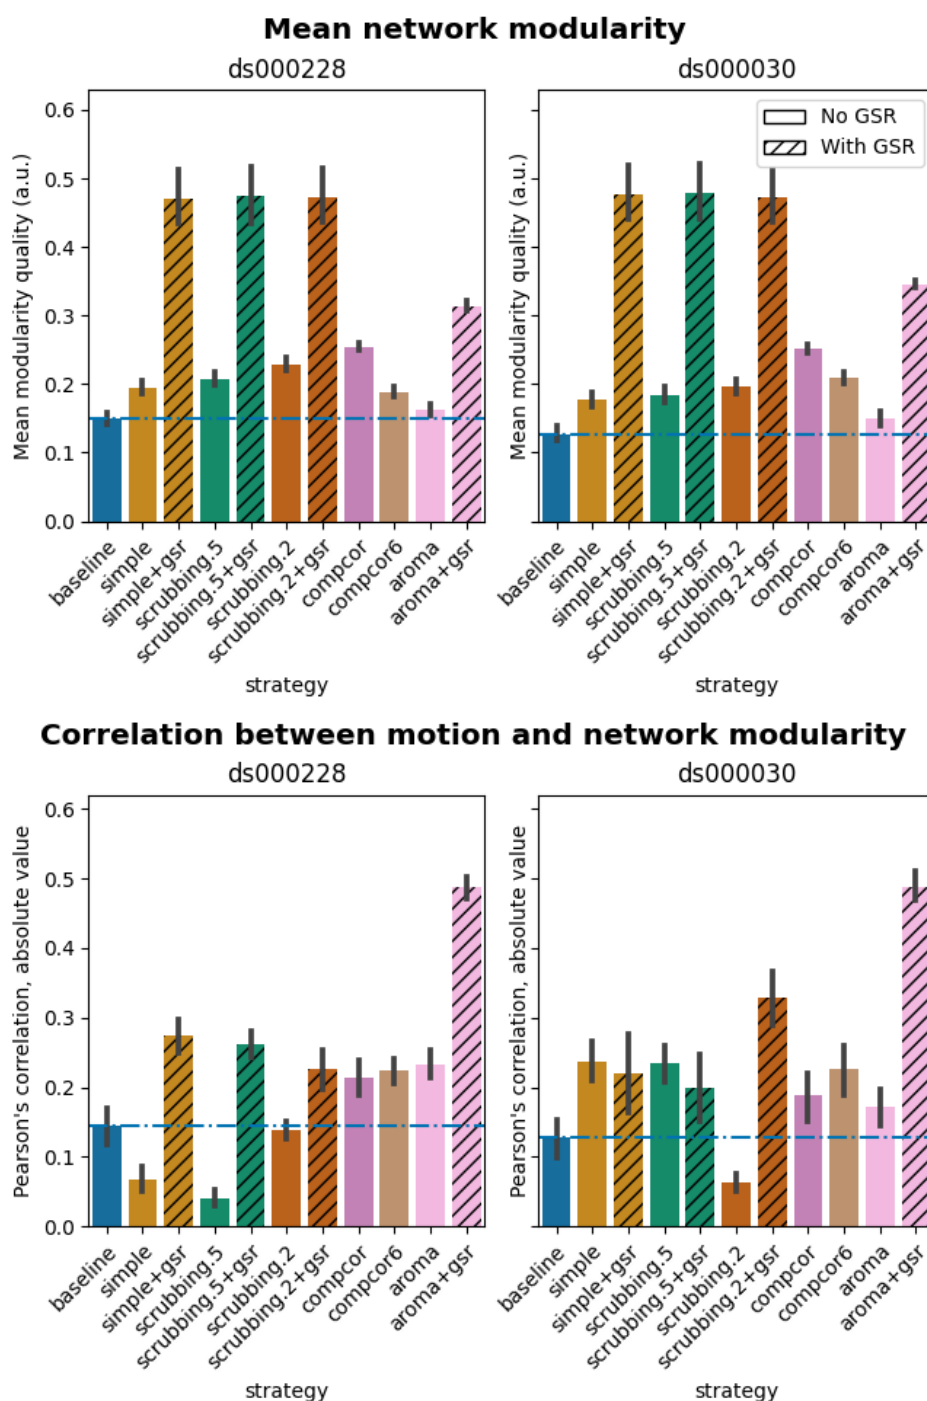 Mean network modularity
ds000228
ds000030
Mean modularity quality (a.u.)
0.6
0.5
0.4
0.3
0.2
0.1
0.0
Mean modularity quality (a.u.)
No GSR
With GSR
baseline
simple
simple+gsr
scrubbing.5
scrubbing.5+gsr
scrubbing.2
scrubbing.2+gsr
compcor
compcor6
aroma
aroma+gsr
strategy
baseline
simple
simple+gsr
scrubbing.5
scrubbing.5+gsr
scrubbing.2
scrubbing.2+gsr
compcor
compcor6
aroma
aroma+gsr
strategy
Correlation between motion and network modularity
ds000228
ds000030
Pearson's correlation, absolute value
0.6
0.5
0.4
0.3
0.2
0.1
0.0
Pearson's correlation, absolute value
baseline
simple
simple+gsr
scrubbing.5
scrubbing.5+gsr
scrubbing.2
scrubbing.2+gsr
compcor
compcor6
aroma
aroma+gsr
strategy
baseline
simple
simple+gsr
scrubbing.5
scrubbing.5+gsr
scrubbing.2
scrubbing.2+gsr
compcor
compcor6
aroma
aroma+gsr
strategy